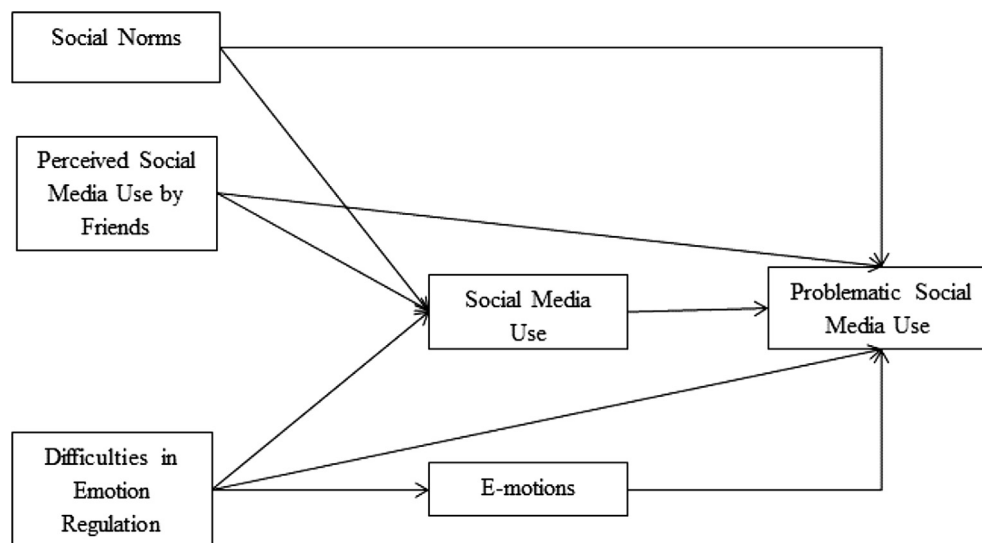 Social Norms
Perceived Social
Media Use by
Friends
Social Media
Use
Problematic Social
Media Use
Difficulties in
Emotion
Regulation
E-motions